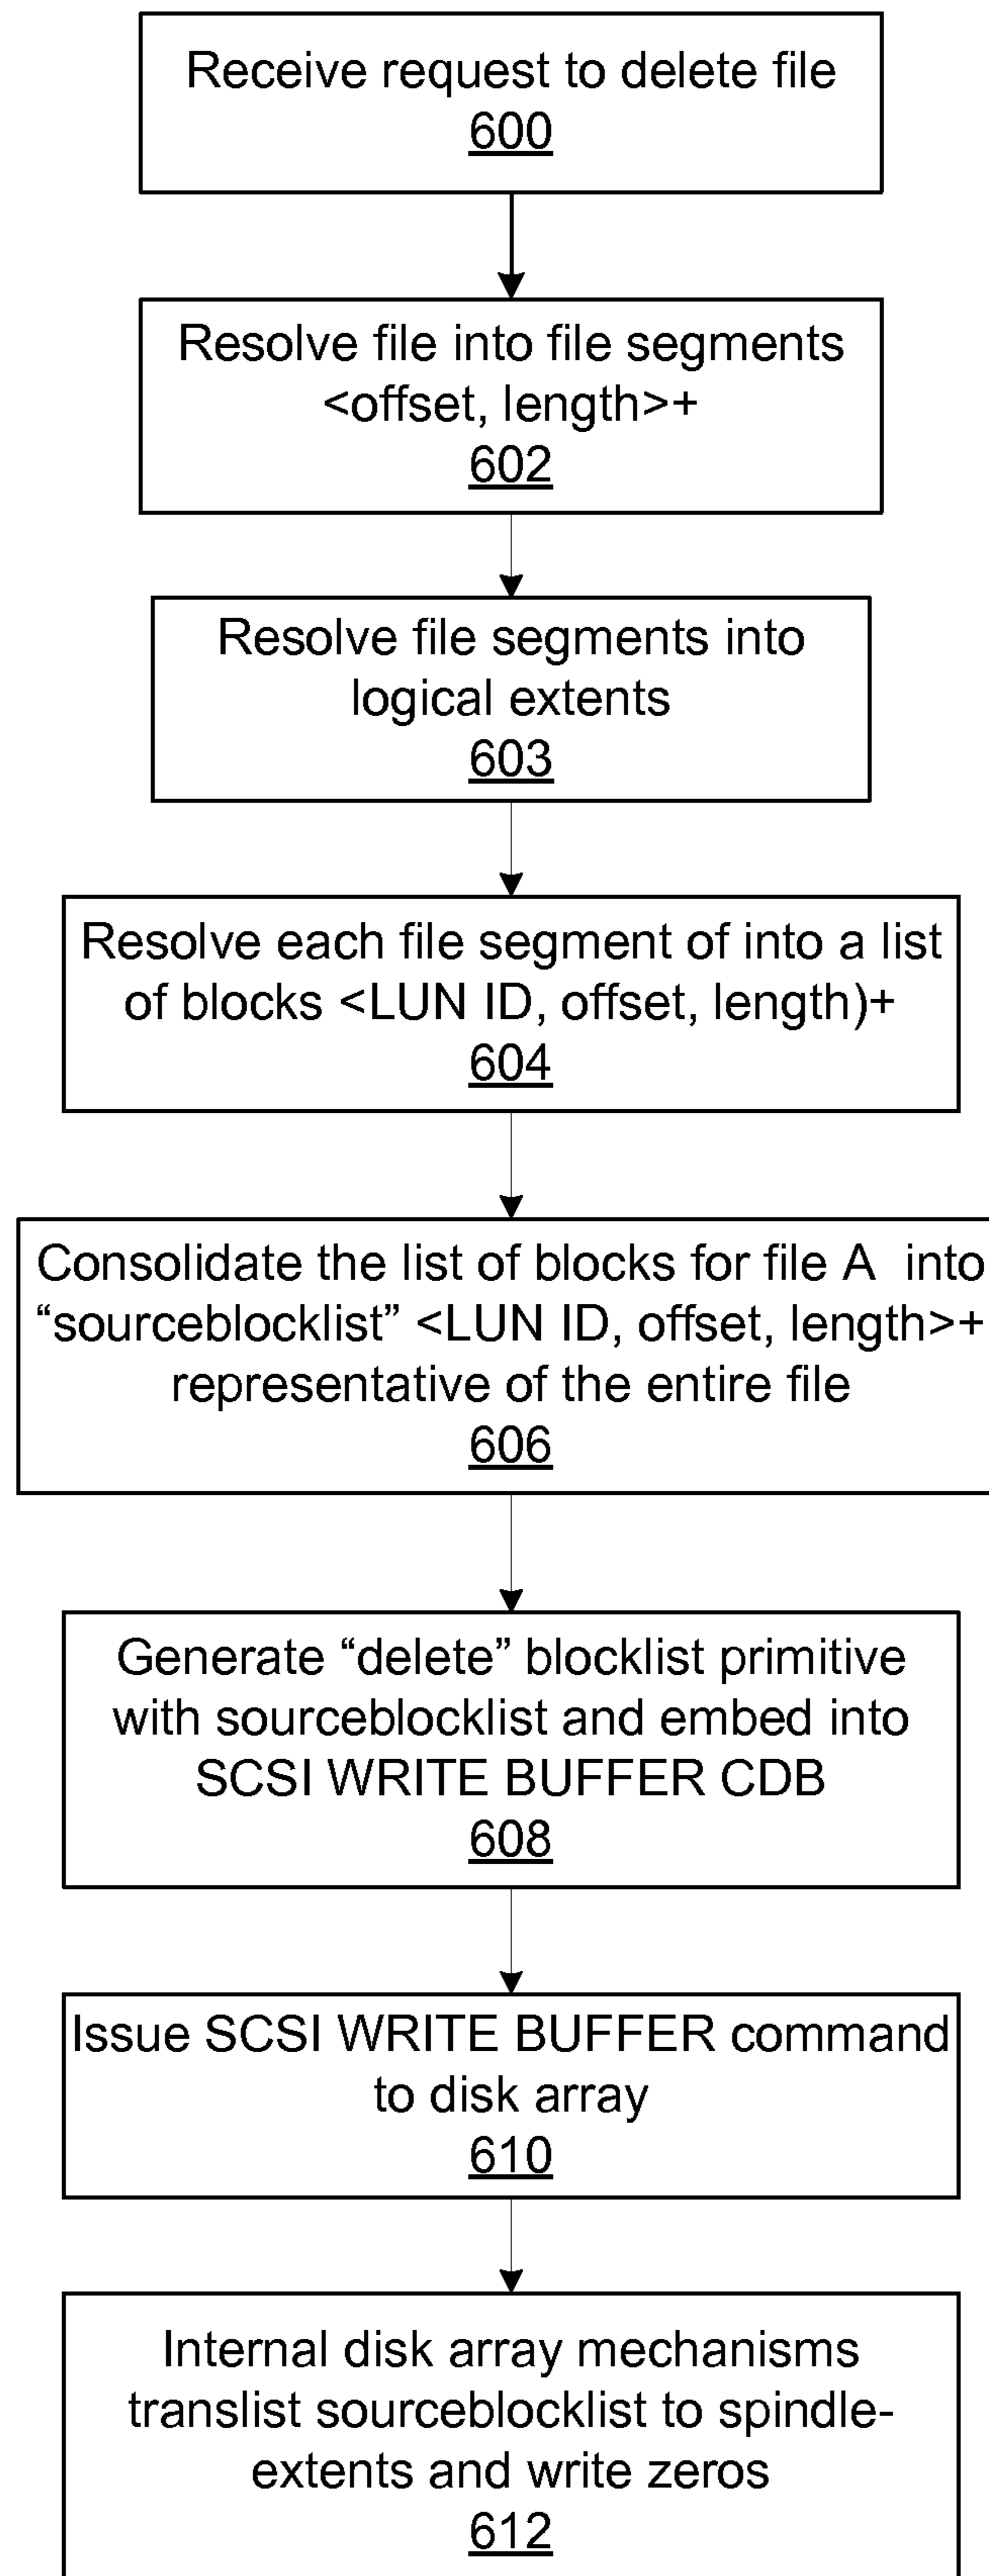 Receive request to delete file
600
Resolve file into file segments
<offset, length>+
602
Resolve file segments into
logical extents
603
Resolve each file segment of into a list
of blocks <LUN ID, offset, length)+
604
Consolidate the list of blocks for file A into
“sourceblocklist” <LUN ID, offset, length>+
representative of the entire file
606
Generate “delete” blocklist primitive
with sourceblocklist and embed into
SCSI WRITE BUFFER CDB
608
Issue SCSI WRITE BUFFER command
to disk array
610
Internal disk array mechanisms
translist sourceblocklist to spindle-
extents and write zeros
612